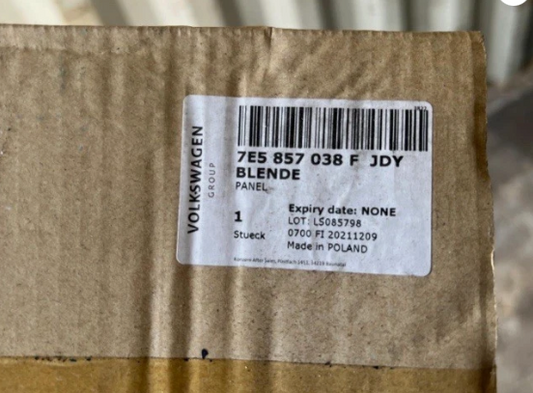 VOLKSWAGEN
GROUP
7E5 857 038 F JDY
BLENDE
PANEL
1
Stueck
Expiry date: NONE
LOT: LS085798
0700 FI 20211209
Made in POLAND